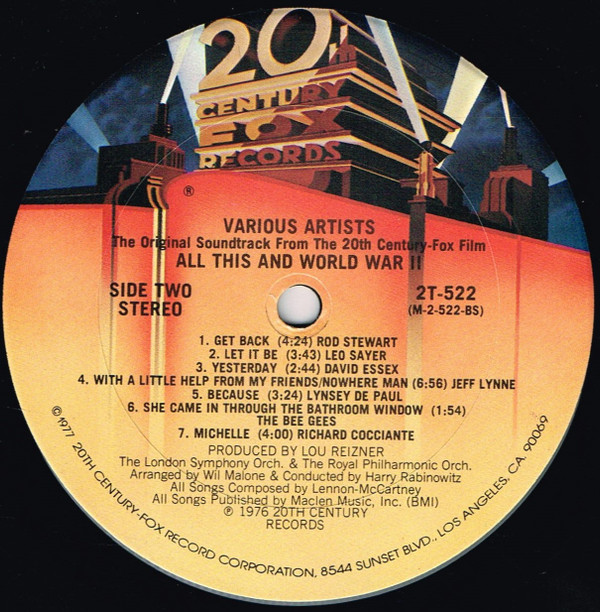 20th
CENTURY
FOX
RECORDS
®
VARIOUS ARTISTS
The Original Soundtrack From The 20th Century-Fox Film
ALL THIS AND WORLD WAR II
SIDE TWO
STEREO
2T-522
(M-2-522-BS)
1. GET BACK (4:24) ROD STEWART
2. LET IT BE (3:43) LEO SAYER
3. YESTERDAY (2:44) DAVID ESSEX
4. WITH A LITTLE HELP FROM MY FRIENDS/NOWHERE MAN (6:56) JEFF LYNNE
5. BECAUSE (3:24) LYNSEY DE PAUL
6. SHE CAME IN THROUGH THE BATHROOM WINDOW (1:54)
THE BEE GEES
7. MICHELLE (4:00) RICHARD COCCIANTE
PRODUCED BY LOU REIZNER
The London Symphony Orch. & The Royal Philharmonic Orch.
Arranged by Wil Malone & Conducted by Harry Rabinowitz
All Songs Composed by Lennon-McCartney
All Songs Published by Maclen Music, Inc. (BMI)
℗ 1976 20TH CENTURY
RECORDS
©1977 20TH CENTURY-FOX RECORD CORPORATION, 8544 SUNSET BLVD., LOS ANGELES, CA. 90069